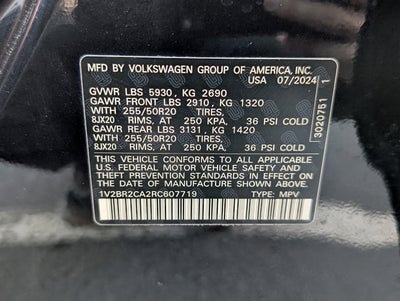 MFD. BY VOLKSWAGEN GROUP OF AMERICA, INC.
USA 07/2024
GVWR LBS 5930, KG 2690
GAWR FRONT LBS 2910, KG 1320
WITH 255/50R20 TIRES,
8JX20 RIMS, AT 250 KPA, 36 PSI COLD
GAWR REAR LBS 3131, KG 1420
WITH 255/50R20 TIRES,
8JX20 RIMS, AT 250 KPA, 36 PSI COLD
THIS VEHICLE CONFORMS TO ALL APPLICABLE
U.S. FEDERAL MOTOR VEHICLE SAFETY
STANDARDS IN EFFECT ON THE DATE OF
MANUFACTURE SHOWN ABOVE
1V2BR2CA2RC607719 TYPE: MPV
3020751 1